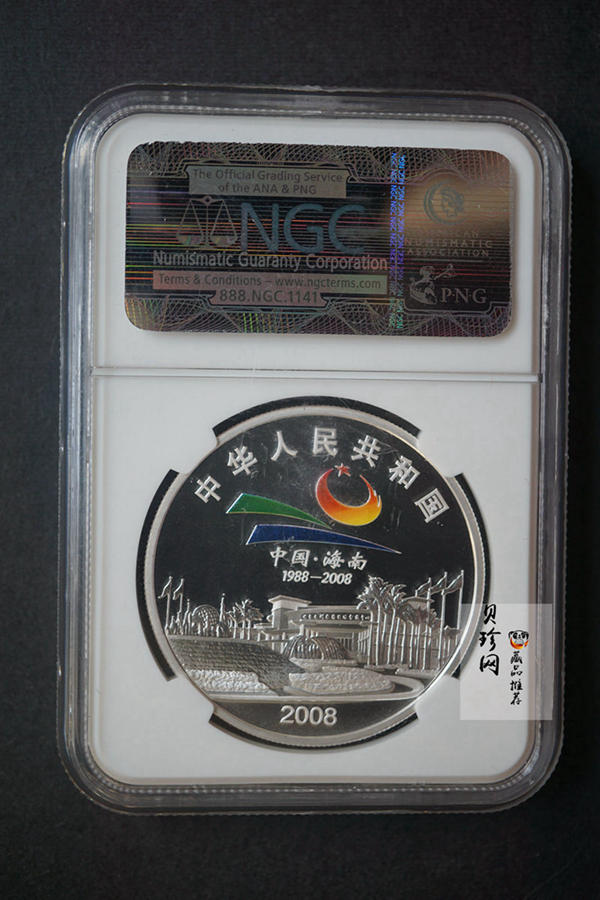 The Official Grading Service
of the ANA & PNG
NGC
Numismatic Guaranty Corporation
Terms & Conditions – www.ngcterms.com
888.NGC.1141
NUMISMATIC
ASSOCIATION
PNG
中华人民共和国
中国·海南
1988—2008
2008
贝珍网
藏品推荐